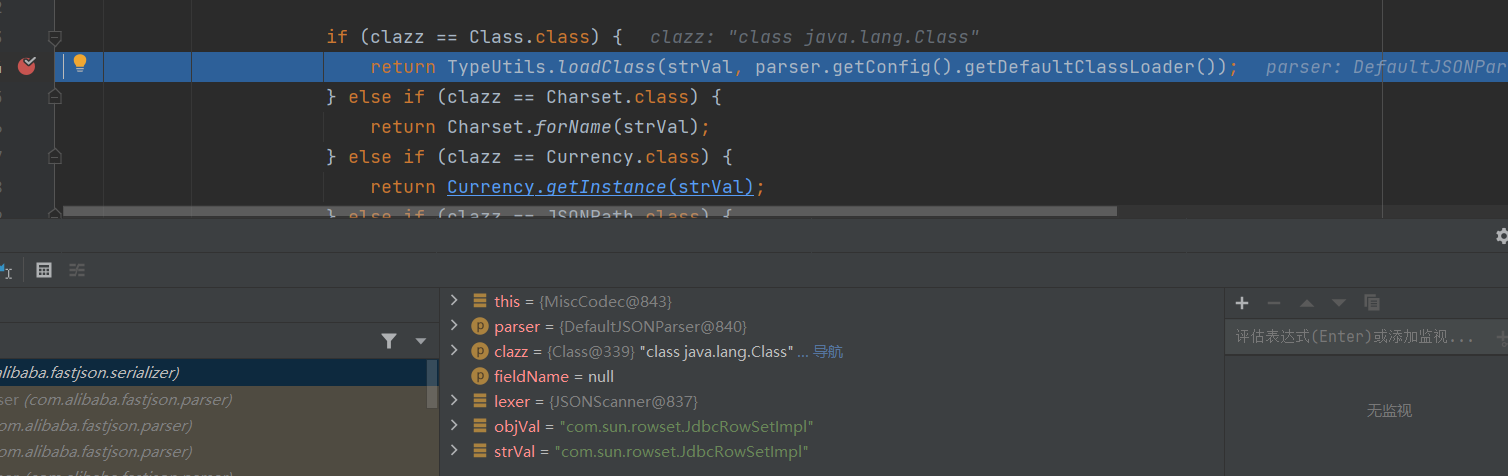 if (clazz == Class.class) {   clazz: "class java.lang.Class"
return TypeUtils.loadClass(strVal, parser.getConfig().getDefaultClassLoader());   parser: DefaultJSONPar
} else if (clazz == Charset.class) {
return Charset.forName(strVal);
} else if (clazz == Currency.class) {
return Currency.getInstance(strVal);
} else if (clazz == JSONPath.class) {
this = {MiscCodec@843}
parser = {DefaultJSONParser@840}
clazz = {Class@339} "class java.lang.Class" ... 导航
fieldName = null
lexer = {JSONScanner@837}
objVal = "com.sun.rowset.JdbcRowSetImpl"
strVal = "com.sun.rowset.JdbcRowSetImpl"
alibaba.fastjson.serializer)
ser (com.alibaba.fastjson.parser)
om.alibaba.fastjson.parser)
om.alibaba.fastjson.parser)
评估表达式(Enter)或添加监视...
无监视